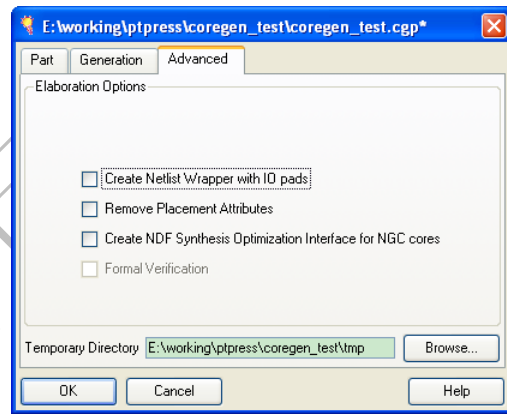 E:\working\ptpress\coregen_test\coregen_test.cgp*
Part Generation Advanced
Elaboration Options
Create Netlist Wrapper with IO pads
Remove Placement Attributes
Create NDF Synthesis Optimization Interface for NGC cores
Formal Verification
Temporary Directory E:\working\ptpress\coregen_test\tmp Browse...
OK Cancel Help